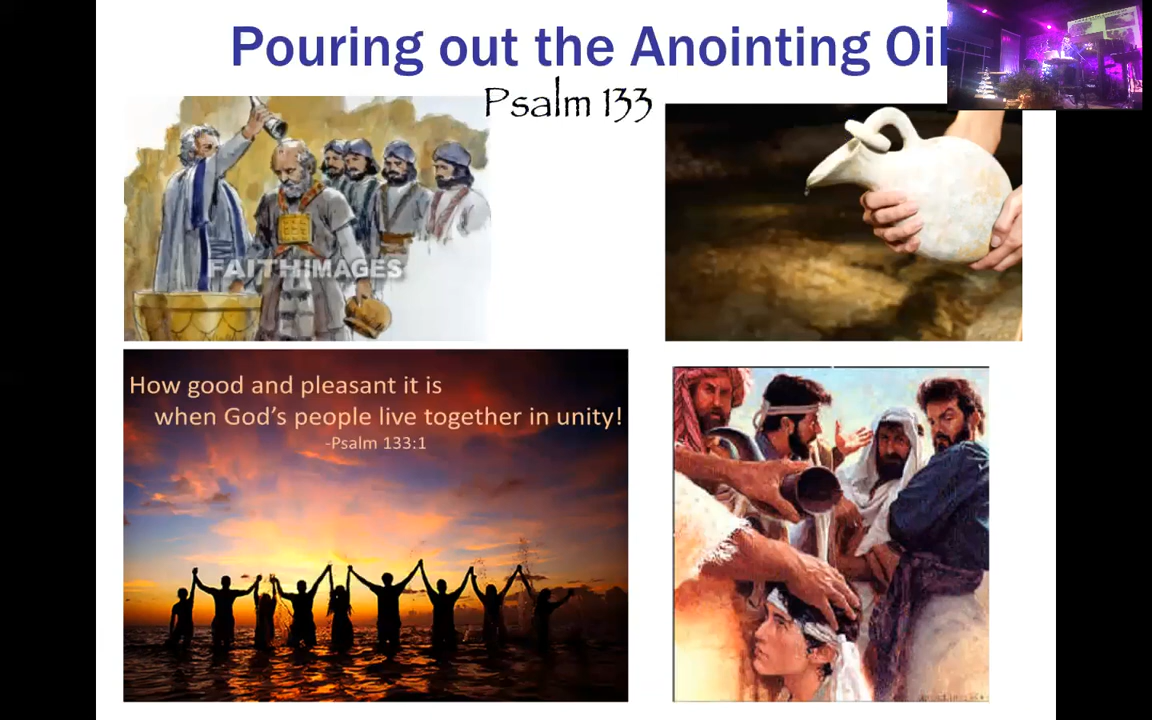 Pouring out the Anointing Oil
Psalm 133
FAITHIMAGES
How good and pleasant it is
when God's people live together in unity!
-Psalm 133:1